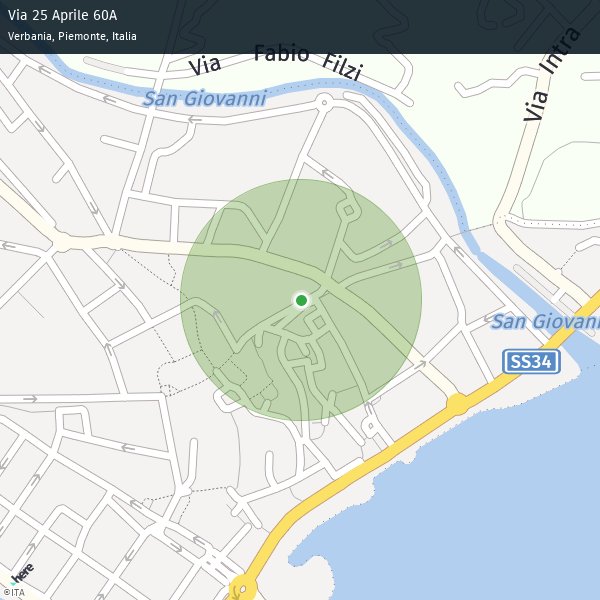 Via 25 Aprile 60A
Verbania, Piemonte, Italia
Via Fabio Filzi
Via Intra
San Giovanni
San Giovanni
SS34
here
©ITA